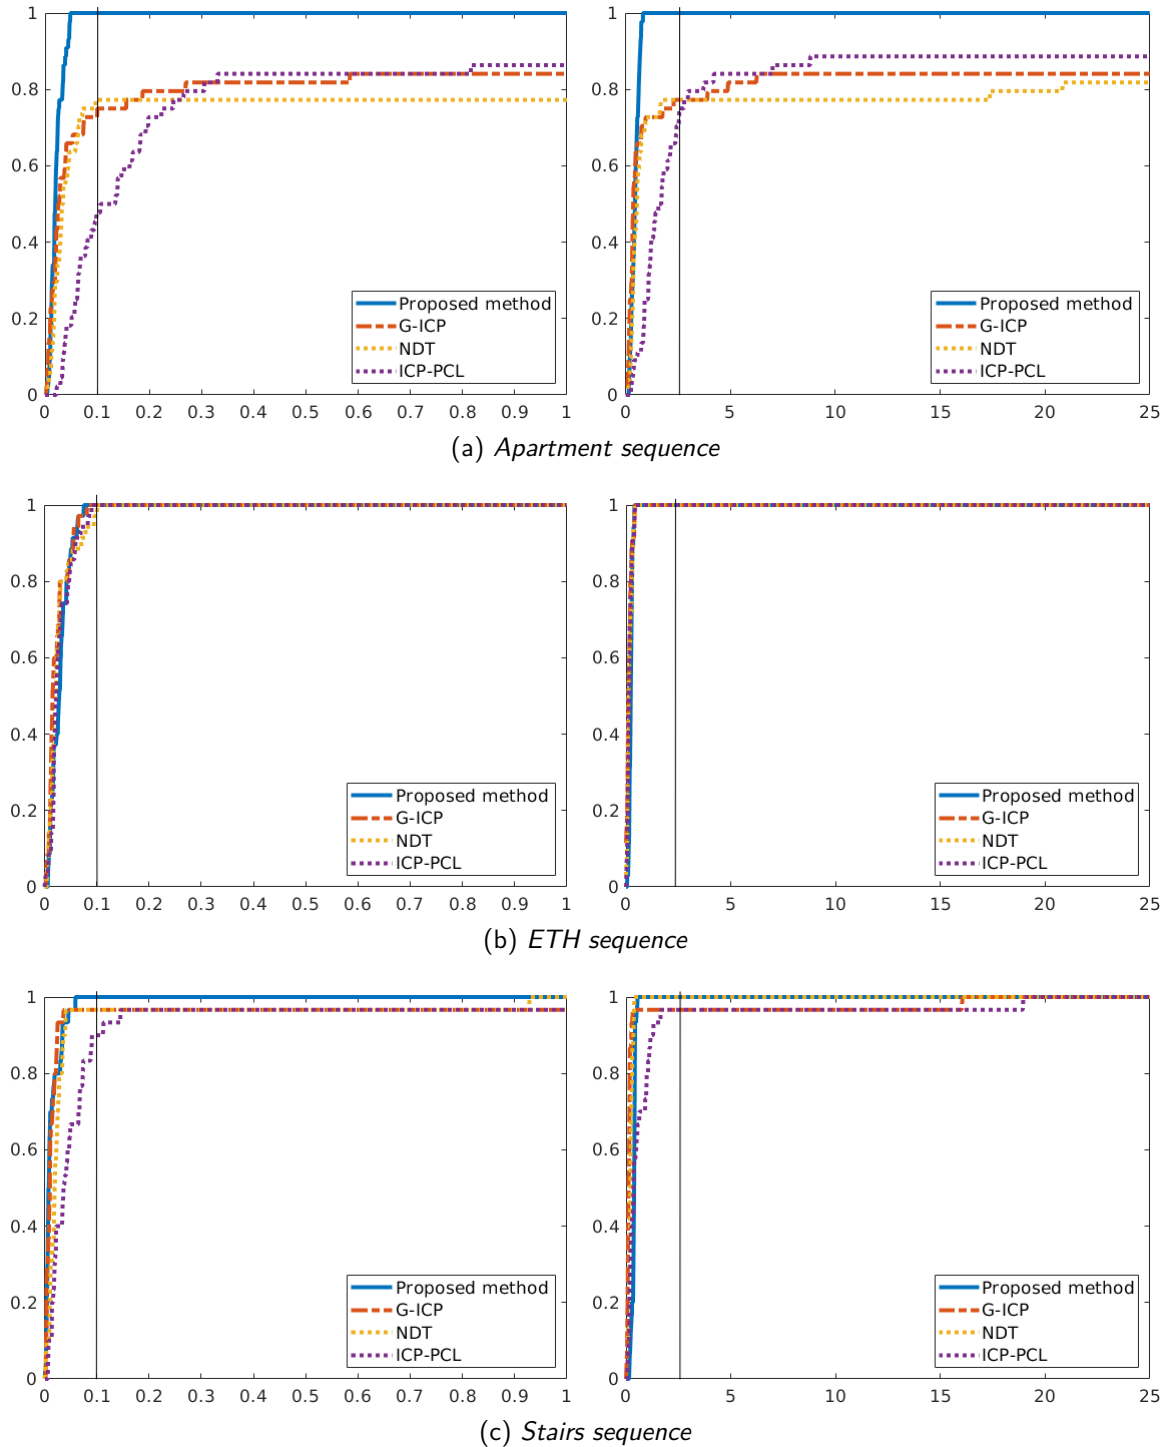 1
0.8
0.6
0.4
0.2
0
0 0.1 0.2 0.3 0.4 0.5 0.6 0.7 0.8 0.9 1
Proposed method
G-ICP
NDT
ICP-PCL
1
0.8
0.6
0.4
0.2
0
0 5 10 15 20 25
Proposed method
G-ICP
NDT
ICP-PCL
(a) Apartment sequence
1
0.8
0.6
0.4
0.2
0
0 0.1 0.2 0.3 0.4 0.5 0.6 0.7 0.8 0.9 1
Proposed method
G-ICP
NDT
ICP-PCL
1
0.8
0.6
0.4
0.2
0
0 5 10 15 20 25
Proposed method
G-ICP
NDT
ICP-PCL
(b) ETH sequence
1
0.8
0.6
0.4
0.2
0
0 0.1 0.2 0.3 0.4 0.5 0.6 0.7 0.8 0.9 1
Proposed method
G-ICP
NDT
ICP-PCL
1
0.8
0.6
0.4
0.2
0
0 5 10 15 20 25
Proposed method
G-ICP
NDT
ICP-PCL
(c) Stairs sequence